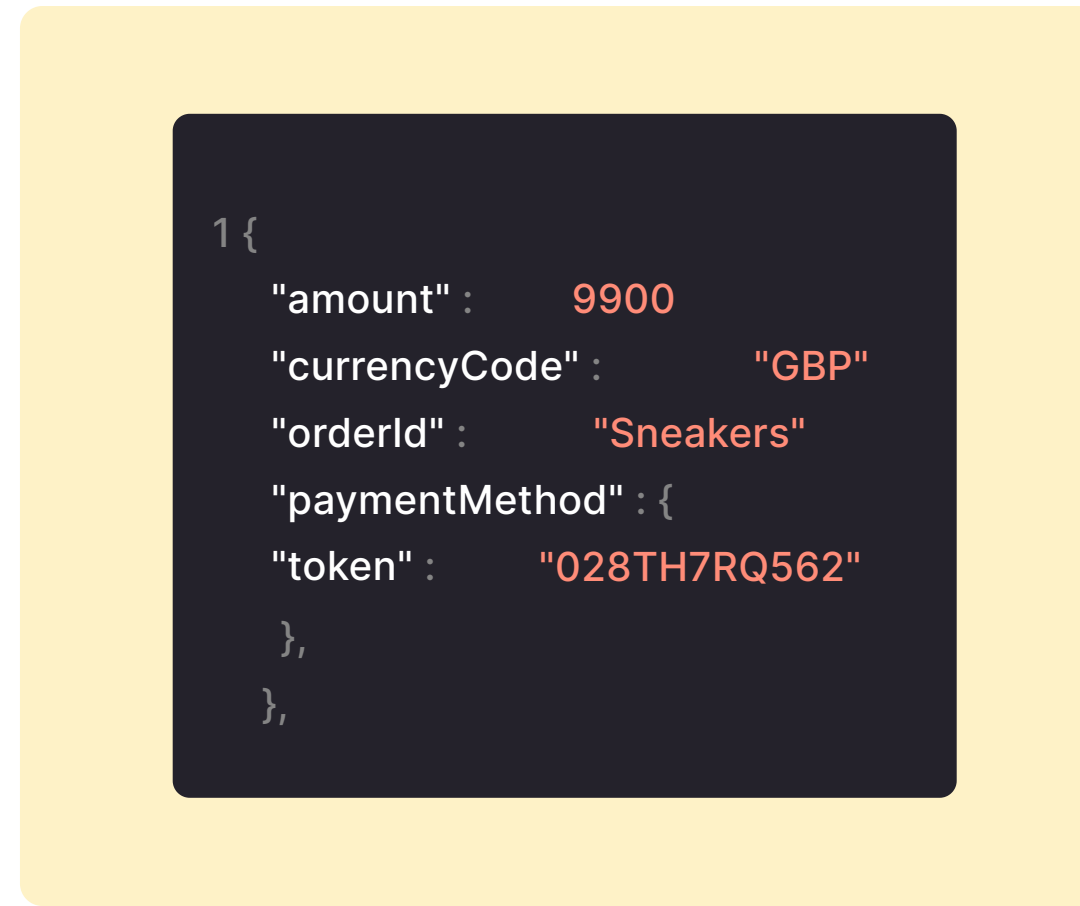 1 {
"amount" : 9900
"currencyCode" : "GBP"
"orderId" : "Sneakers"
"paymentMethod" : {
"token" : "028TH7RQ562"
},
},